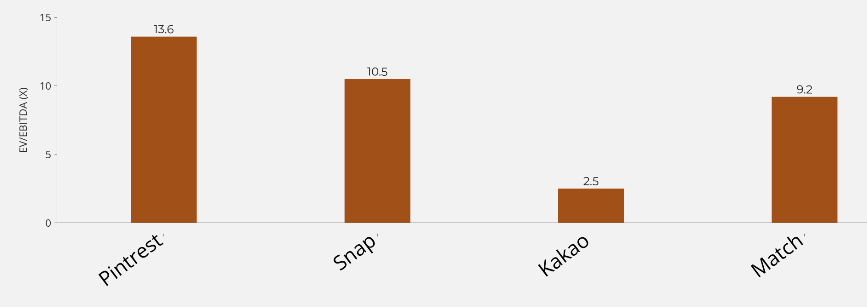 15
13.6
10.5
10
9.2
EV/EBITDA (X)
5
2.5
0
Pintrest
Snap
Kakao
Match